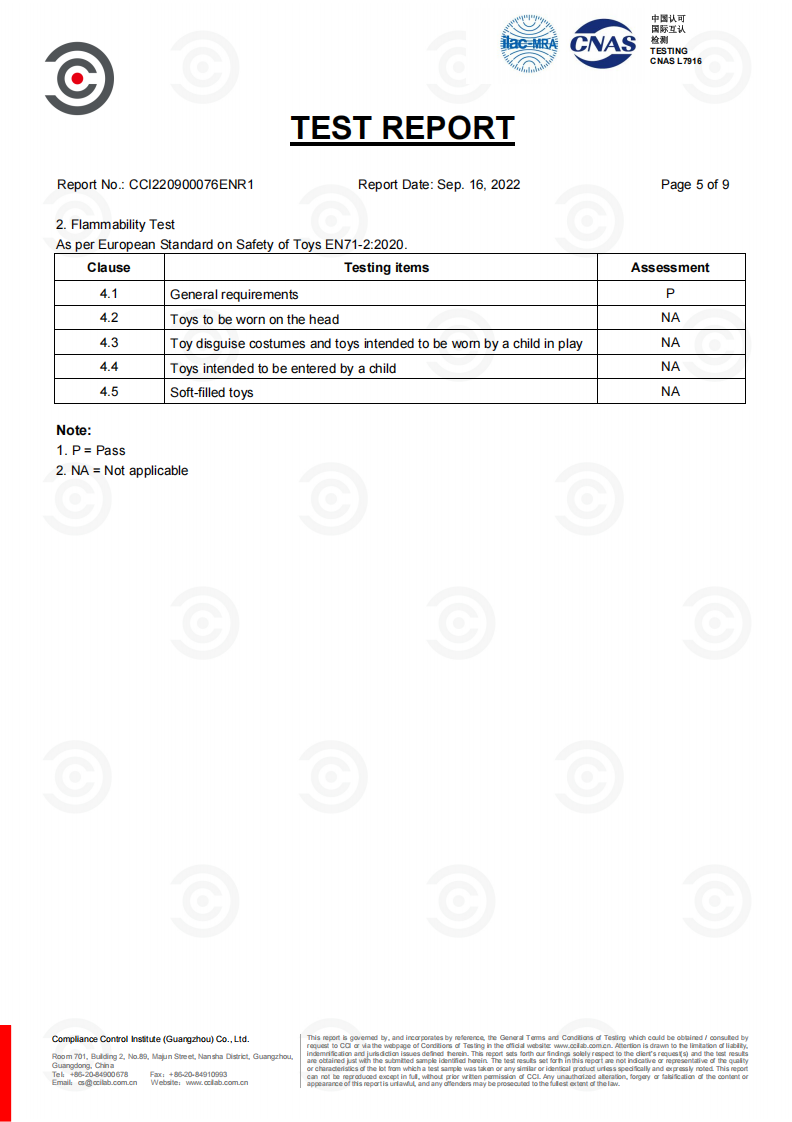 ilac-MRA
CNAS
中国认可
国际互认
检测
TESTING
CNAS L7916
TEST REPORT
Report No.: CCI220900076ENR1 Report Date: Sep. 16, 2022 Page 5 of 9
2. Flammability Test
As per European Standard on Safety of Toys EN71-2:2020.
Clause Testing items Assessment
4.1 General requirements P
4.2 Toys to be worn on the head NA
4.3 Toy disguise costumes and toys intended to be worn by a child in play NA
4.4 Toys intended to be entered by a child NA
4.5 Soft-filled toys NA
Note:
1. P = Pass
2. NA = Not applicable
Compliance Control Institute (Guangzhou) Co., Ltd.
Room 701, Building 2, No.89, Majun Street, Nansha District, Guangzhou,
Guangdong, China
Tel: +86-20-84900678 Fax: +86-20-84910993
Email: cs@ccilab.com.cn Website: www.ccilab.com.cn
This report is governed by, and incorporates by reference, the General Terms and Conditions of Testing which could be obtained / consulted by
request to CCI or via the webpage of Conditions of Testing in the official website: www.ccilab.com.cn. Attention is drawn to the limitation of liability,
indemnification and jurisdiction issues defined herein. This report sets forth our findings solely respect to the client's request(s) and the test results
are obtained just with the submitted sample identified herein. The test results set forth in this report are not indicative or representative of the quality
or characteristics of the lot from which a test sample was taken or any similar or identical product unless specifically and expressly noted. This report
can not be reproduced except in full, without prior written permission of CCI. Any unauthorized alteration, forgery or falsification of the content or
appearance of this report is unlawful, and any offenders may be prosecuted to the fullest extent of the law.